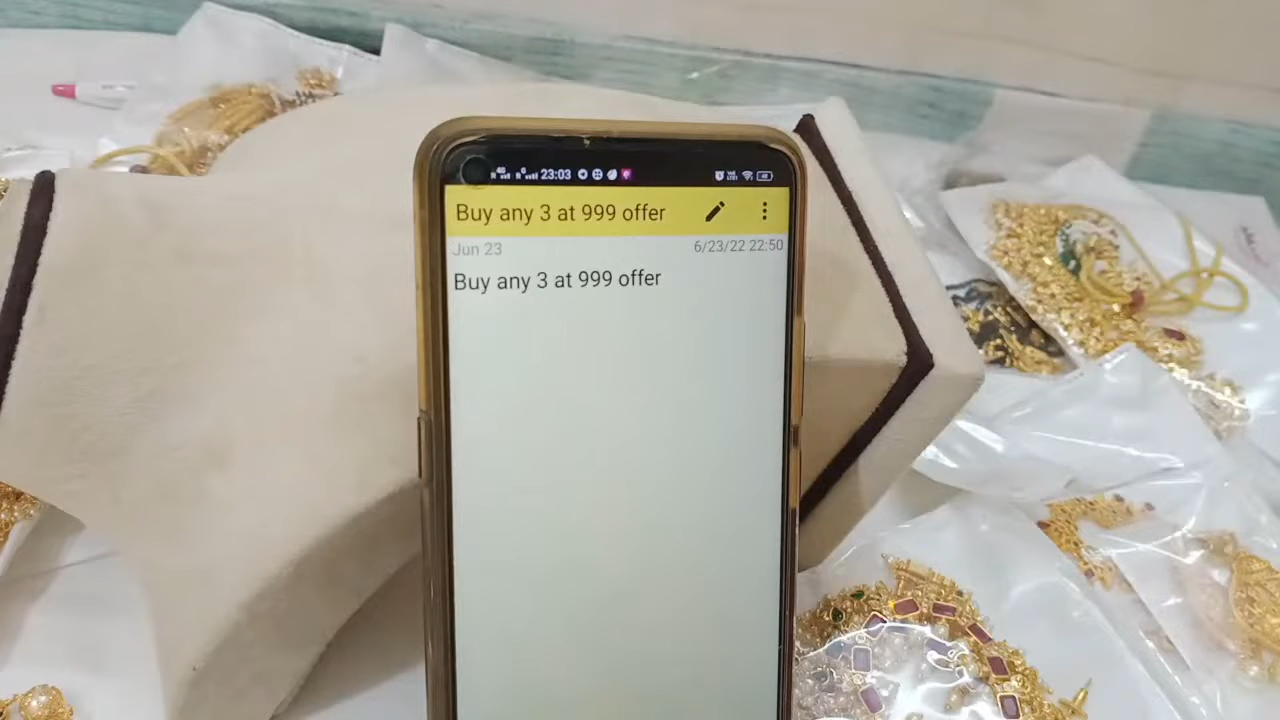 23:03
Buy any 3 at 999 offer
Jun 23
6/23/22 22:50
Buy any 3 at 999 offer